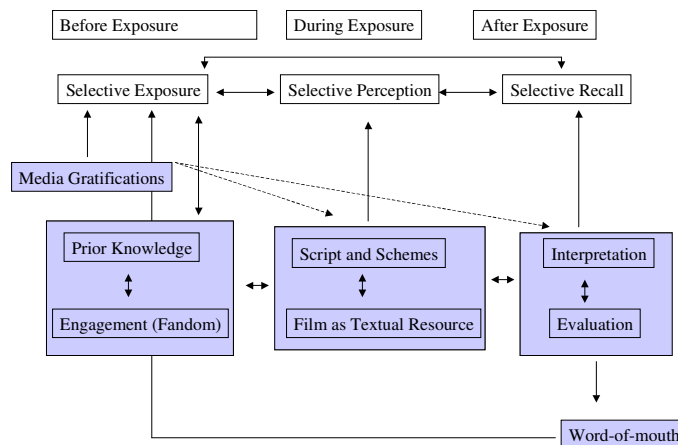 Before Exposure
During Exposure
After Exposure
Selective Exposure
Selective Perception
Selective Recall
Media Gratifications
Prior Knowledge
Script and Schemes
Interpretation
Engagement (Fandom)
Film as Textual Resource
Evaluation
Word-of-mouth